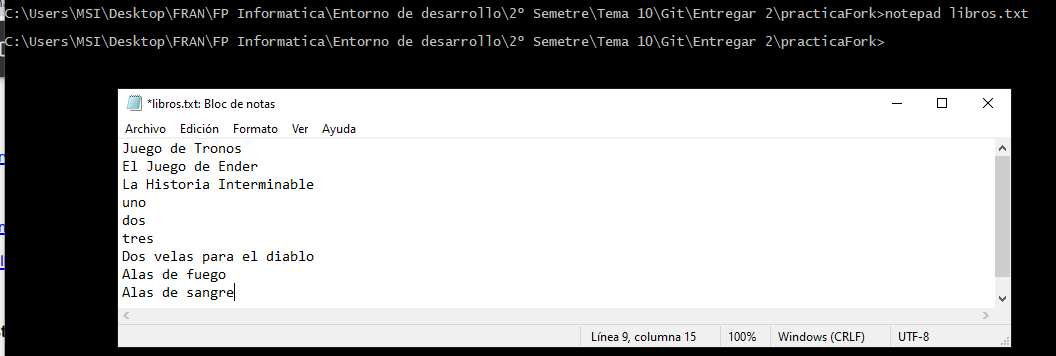 C:\Users\MSI\Desktop\FRAN\FP Informatica\Entorno de desarrollo\2º Semetre\Tema 10\Git\Entregar 2\practicaFork>notepad libros.txt
C:\Users\MSI\Desktop\FRAN\FP Informatica\Entorno de desarrollo\2º Semetre\Tema 10\Git\Entregar 2\practicaFork>
*libros.txt: Bloc de notas
Archivo Edición Formato Ver Ayuda
Juego de Tronos
El Juego de Ender
La Historia Interminable
uno
dos
tres
Dos velas para el diablo
Alas de fuego
Alas de sangre
Línea 9, columna 15 100% Windows (CRLF) UTF-8